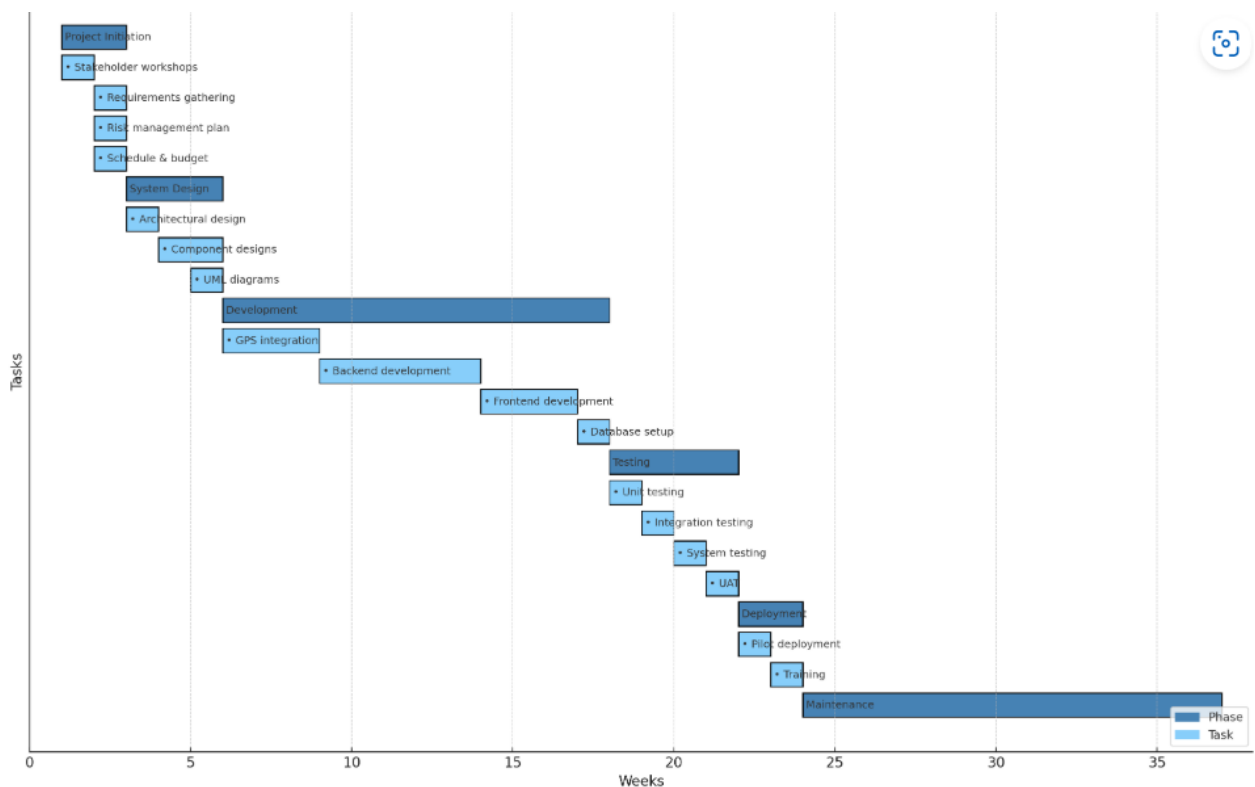 Project Initiation
• Stakeholder workshops
• Requirements gathering
• Risk management plan
• Schedule & budget
System Design
• Architectural design
• Component designs
• UML diagrams
Development
• GPS integration
• Backend development
• Frontend development
• Database setup
Testing
• Unit testing
• Integration testing
• System testing
• UAT
Deployment
• Pilot deployment
• Training
Maintenance
Phase
Task
Tasks
0 5 10 15 20 25 30 35
Weeks